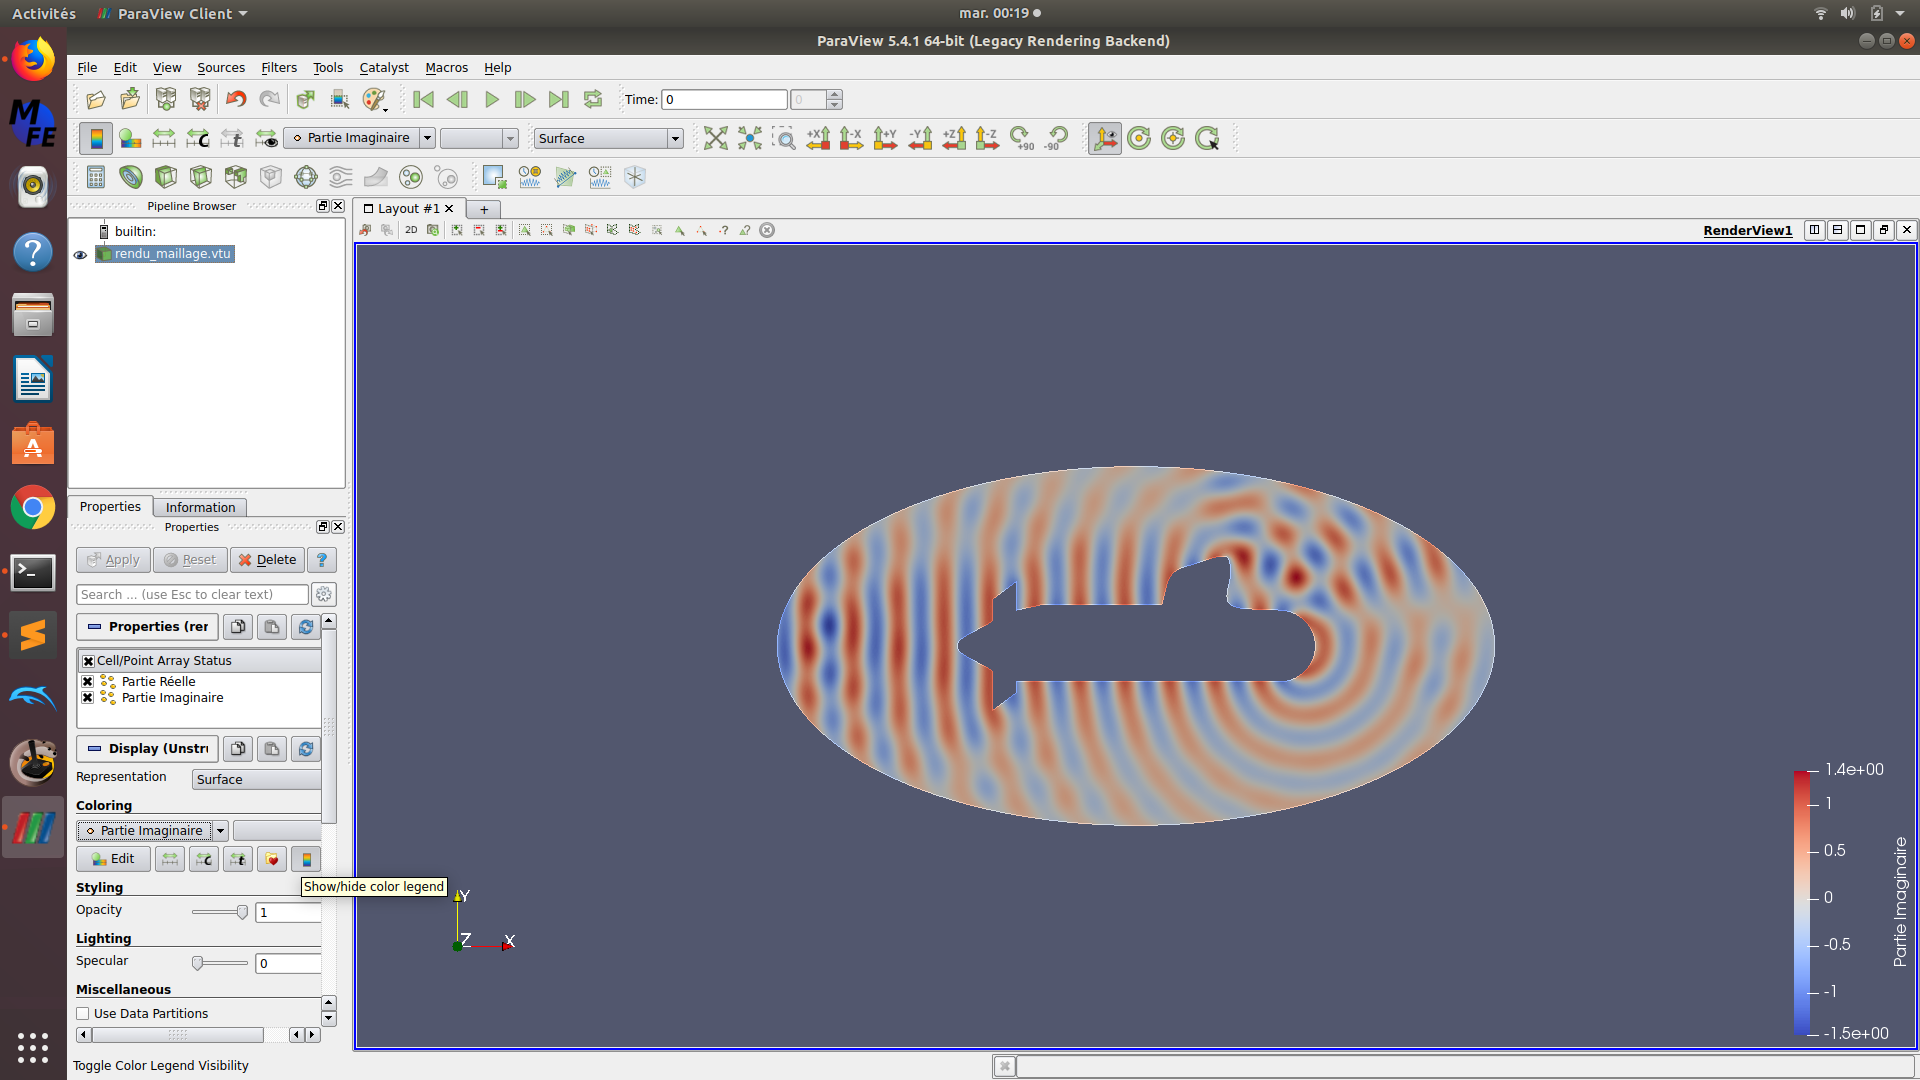 Activités
ParaView Client
mar. 00:19
ParaView 5.4.1 64-bit (Legacy Rendering Backend)
File Edit View Sources Filters Tools Catalyst Macros Help
Time: 0
0
Partie Imaginaire
Surface
+X -X +Y -Y +Z -Z +90 -90
Pipeline Browser
Layout #1
+
builtin:
2D
RenderView1
rendu_maillage.vtu
Properties Information
Properties
Apply Reset Delete ?
Search ... (use Esc to clear text)
Properties (rer
Cell/Point Array Status
Partie Réelle
Partie Imaginaire
Display (Unstru
Representation Surface
Coloring
Partie Imaginaire
Edit
Show/hide color legend
Styling
Opacity 1
Lighting
Specular 0
Miscellaneous
Use Data Partitions
Toggle Color Legend Visibility
Y
Z
X
1.4e+00
1
0.5
0
-0.5
-1
-1.5e+00
Partie Imaginaire
M
FE